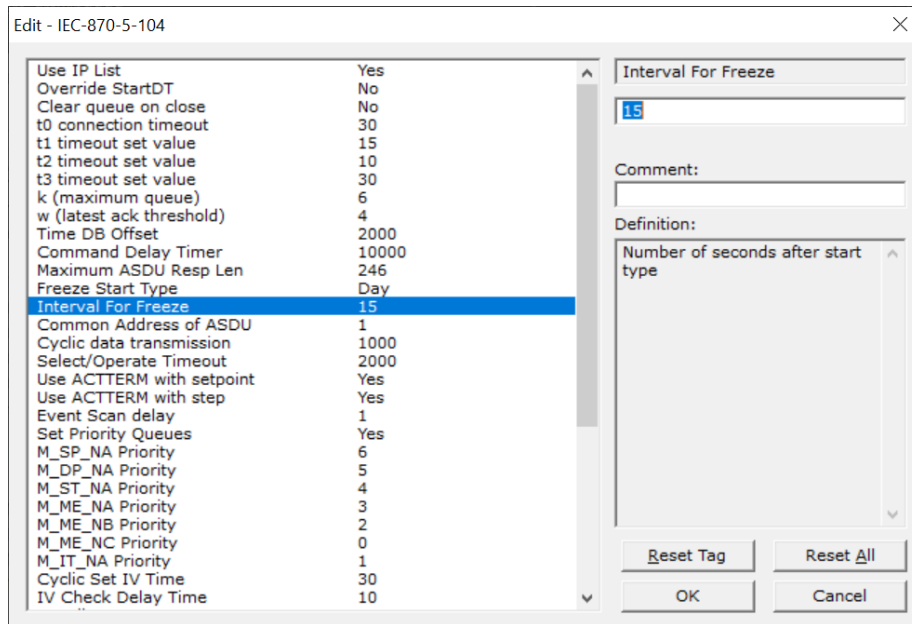 Edit - IEC-870-5-104
Use IP List Yes
Override StartDT No
Clear queue on close No
t0 connection timeout 30
t1 timeout set value 15
t2 timeout set value 10
t3 timeout set value 30
k (maximum queue) 6
w (latest ack threshold) 4
Time DB Offset 2000
Command Delay Timer 10000
Maximum ASDU Resp Len 246
Freeze Start Type Day
Interval For Freeze 15
Common Address of ASDU 1
Cyclic data transmission 1000
Select/Operate Timeout 2000
Use ACTTERM with setpoint Yes
Use ACTTERM with step Yes
Event Scan delay 1
Set Priority Queues Yes
M_SP_NA Priority 6
M_DP_NA Priority 5
M_ST_NA Priority 4
M_ME_NA Priority 3
M_ME_NB Priority 2
M_ME_NC Priority 0
M_IT_NA Priority 1
Cyclic Set IV Time 30
IV Check Delay Time 10
Interval For Freeze
15
Comment:
Definition:
Number of seconds after start
type
Reset Tag Reset All
OK Cancel